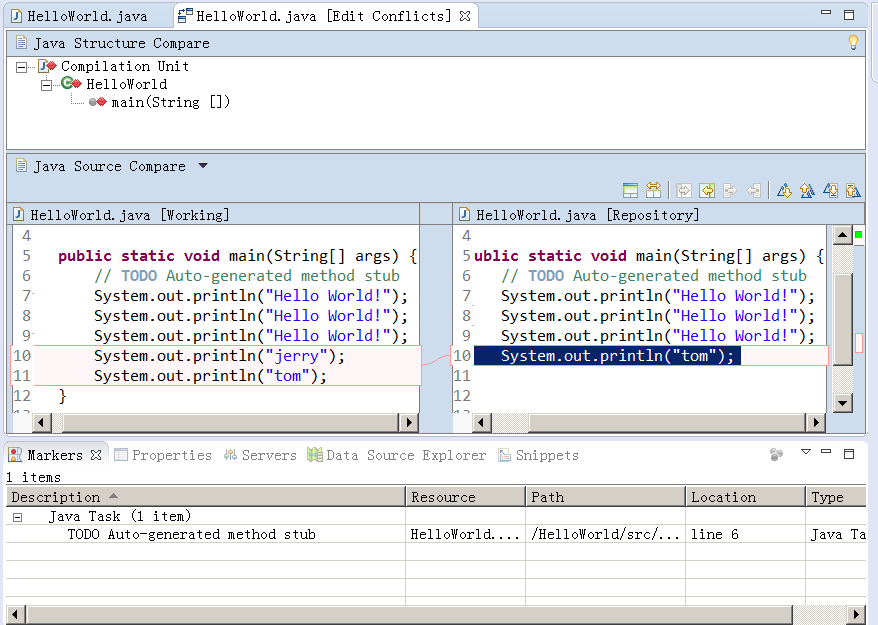 HelloWorld.java HelloWorld.java [Edit Conflicts]
Java Structure Compare
Compilation Unit
HelloWorld
main(String [])
Java Source Compare
HelloWorld.java [Working]
4
5 public static void main(String[] args) {
6 // TODO Auto-generated method stub
7 System.out.println("Hello World!");
8 System.out.println("Hello World!");
9 System.out.println("Hello World!");
10 System.out.println("jerry");
11 System.out.println("tom");
12 }
HelloWorld.java [Repository]
4
5 ublic static void main(String[] args) {
6 // TODO Auto-generated method stub
7 System.out.println("Hello World!");
8 System.out.println("Hello World!");
9 System.out.println("Hello World!");
10 System.out.println("tom");
11
12
Markers Properties Servers Data Source Explorer Snippets
1 items
Description Resource Path Location Type
Java Task (1 item)
TODO Auto-generated method stub HelloWorld.... /HelloWorld/src/... line 6 Java Ta